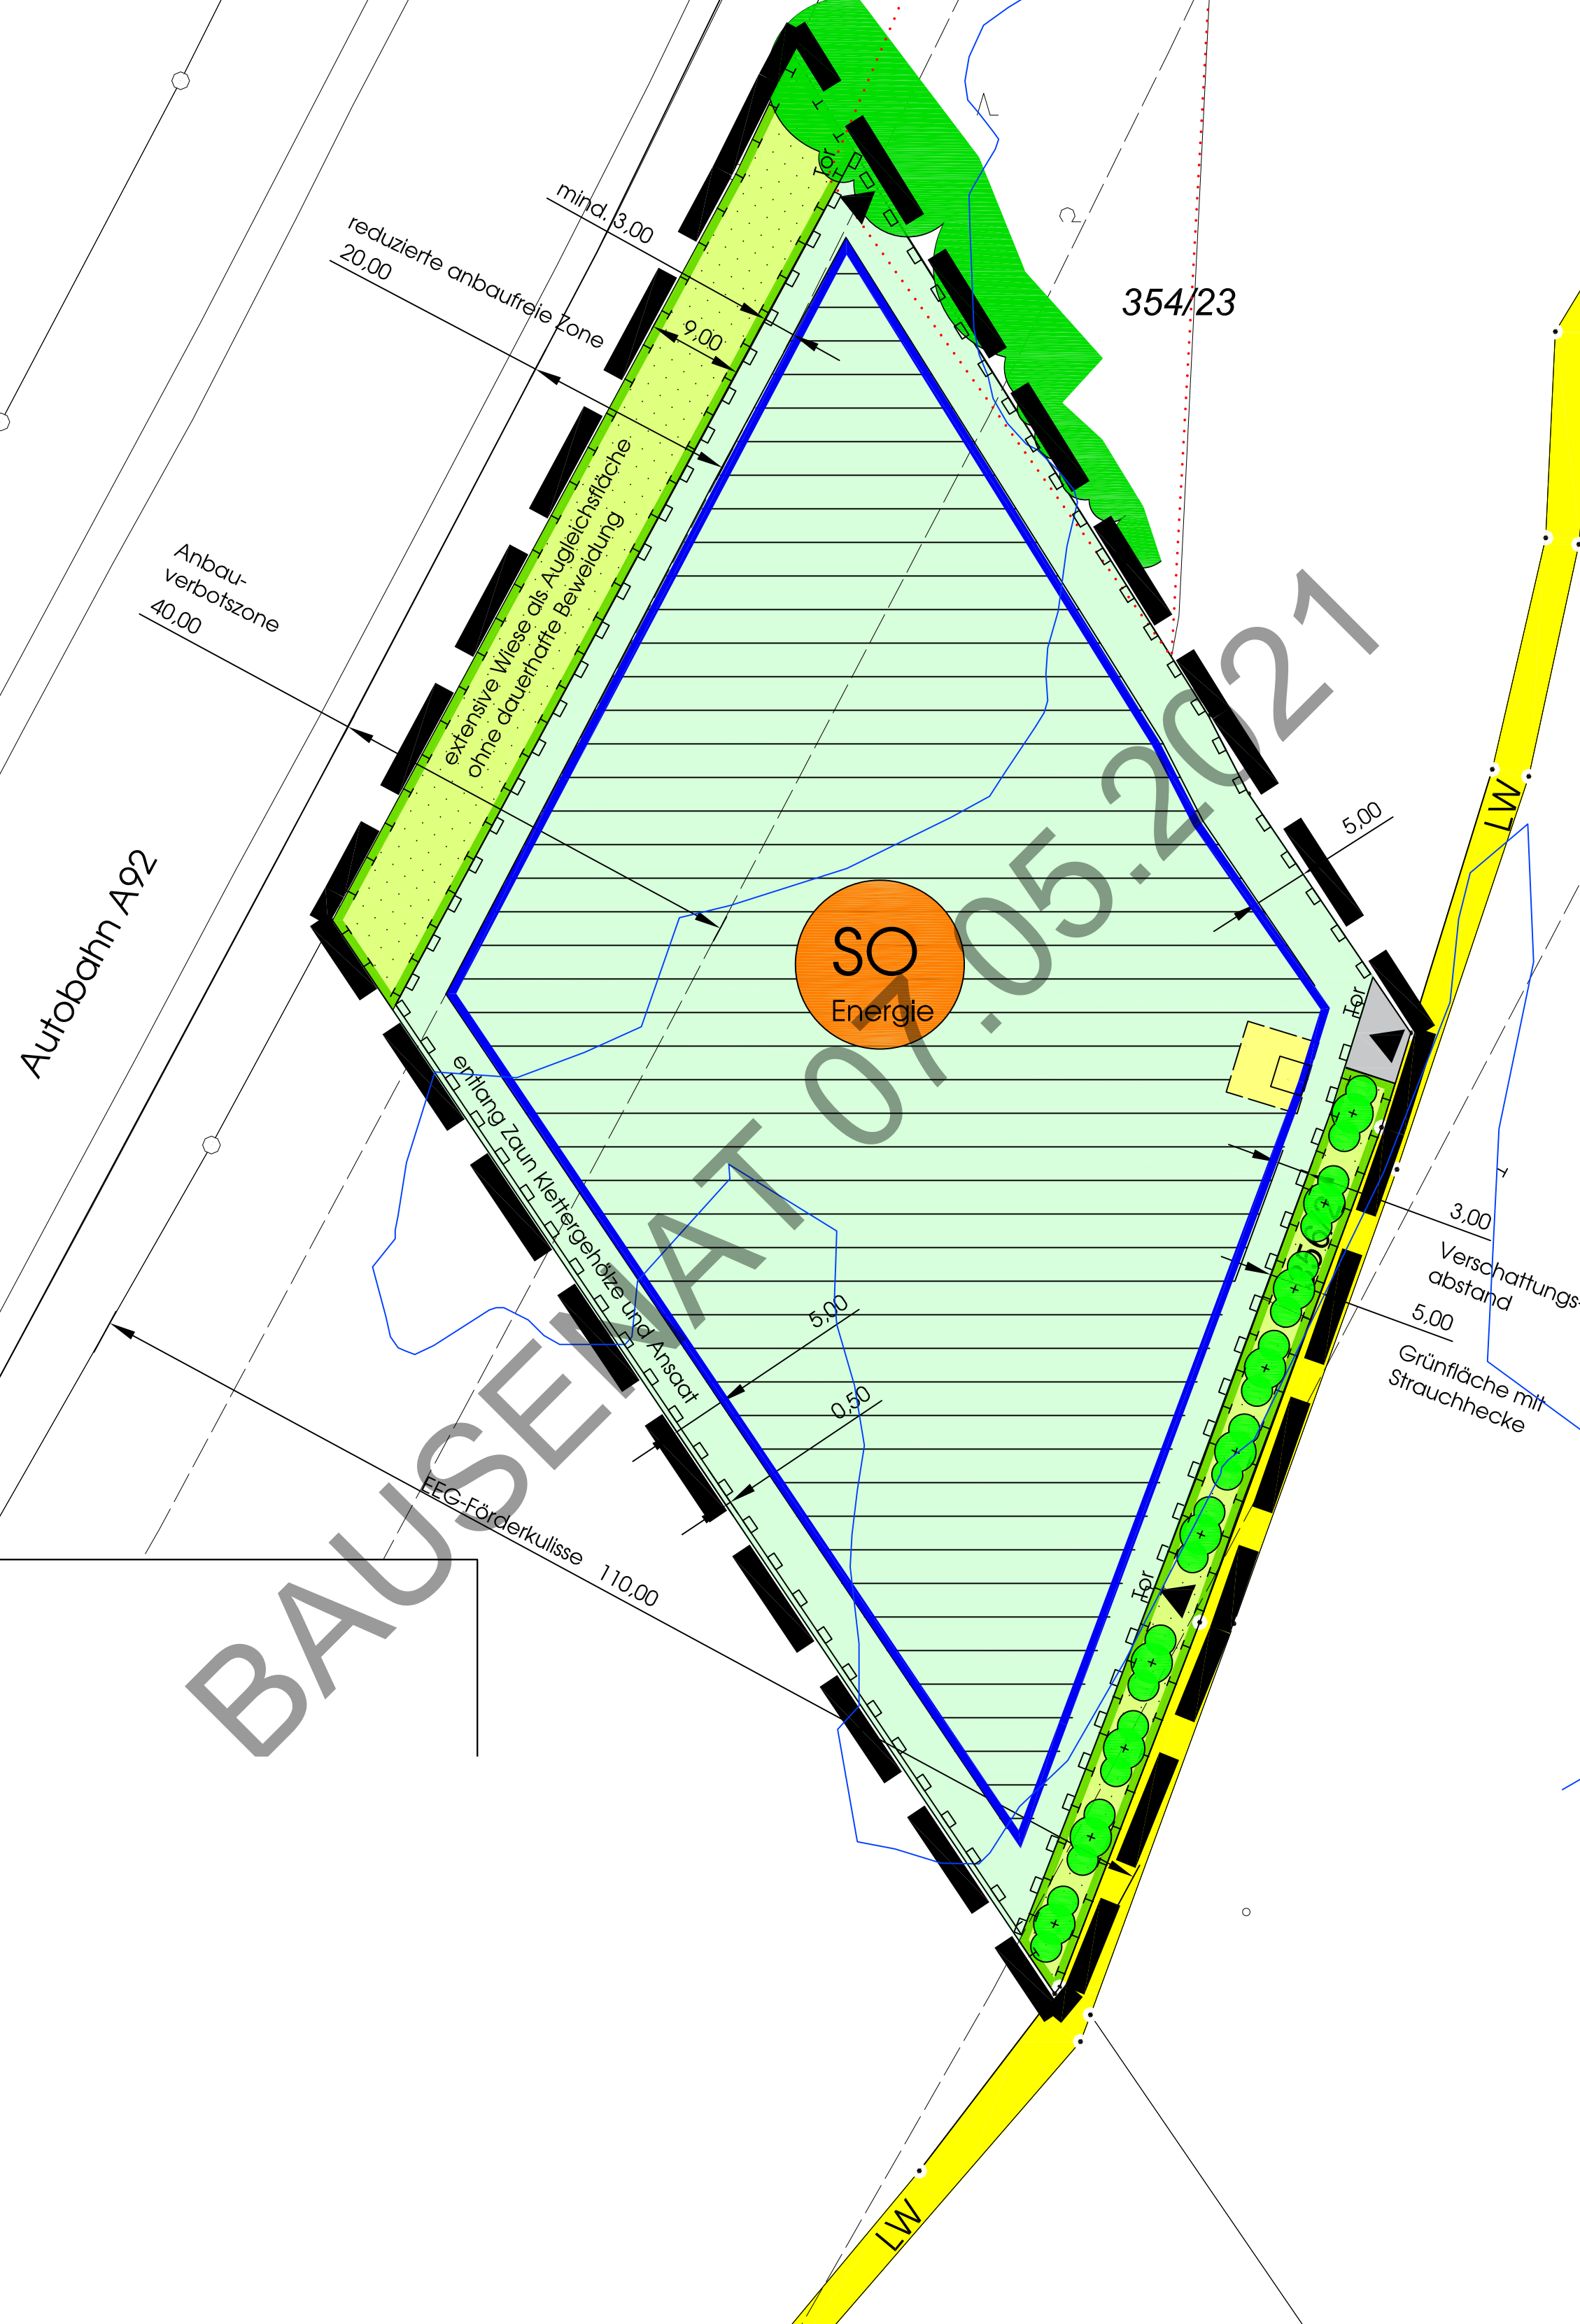 Tor
mind. 3,00
reduzierte anbaufreie Zone
20,00
9,00
354/23
extensive Wiese als Augleichsfläche
ohne dauerhafte Beweidung
Anbau-
verbotszone
40,00
LW
5,00
Autobahn A92
SO
Energie
Tor
entlang Zaun Klettergehölze und Ansaat
3,00
Verschattungs-
abstand
5,00
Grünfläche mit
Strauchhecke
5,00
0,50
EEG-Förderkulisse 110,00
Tor
BAUSENAT 07.05.2021
LW